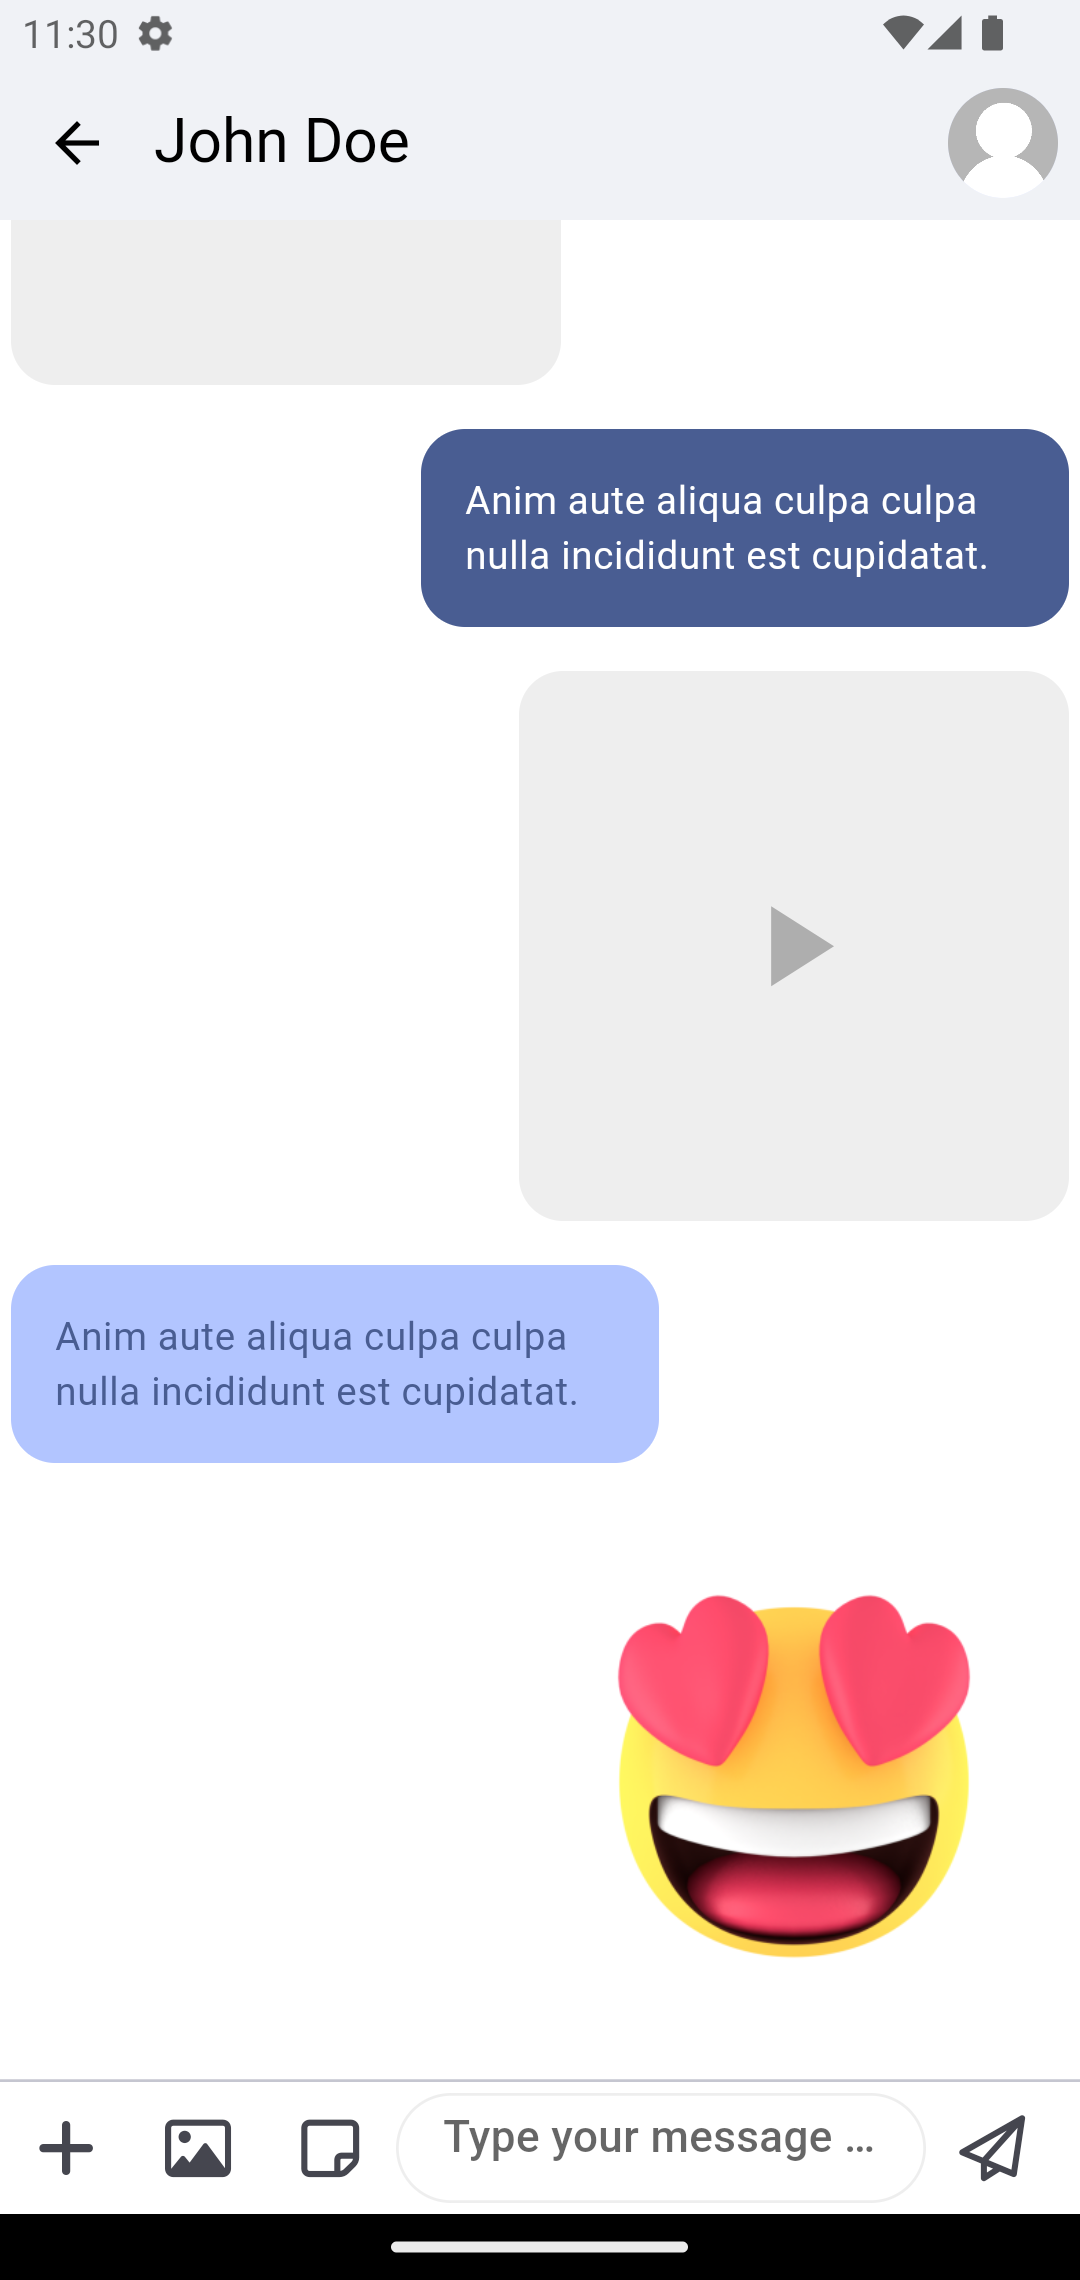 11:30
John Doe
Anim aute aliqua culpa culpa
nulla incididunt est cupidatat.
Anim aute aliqua culpa culpa
nulla incididunt est cupidatat.
Type your message ...